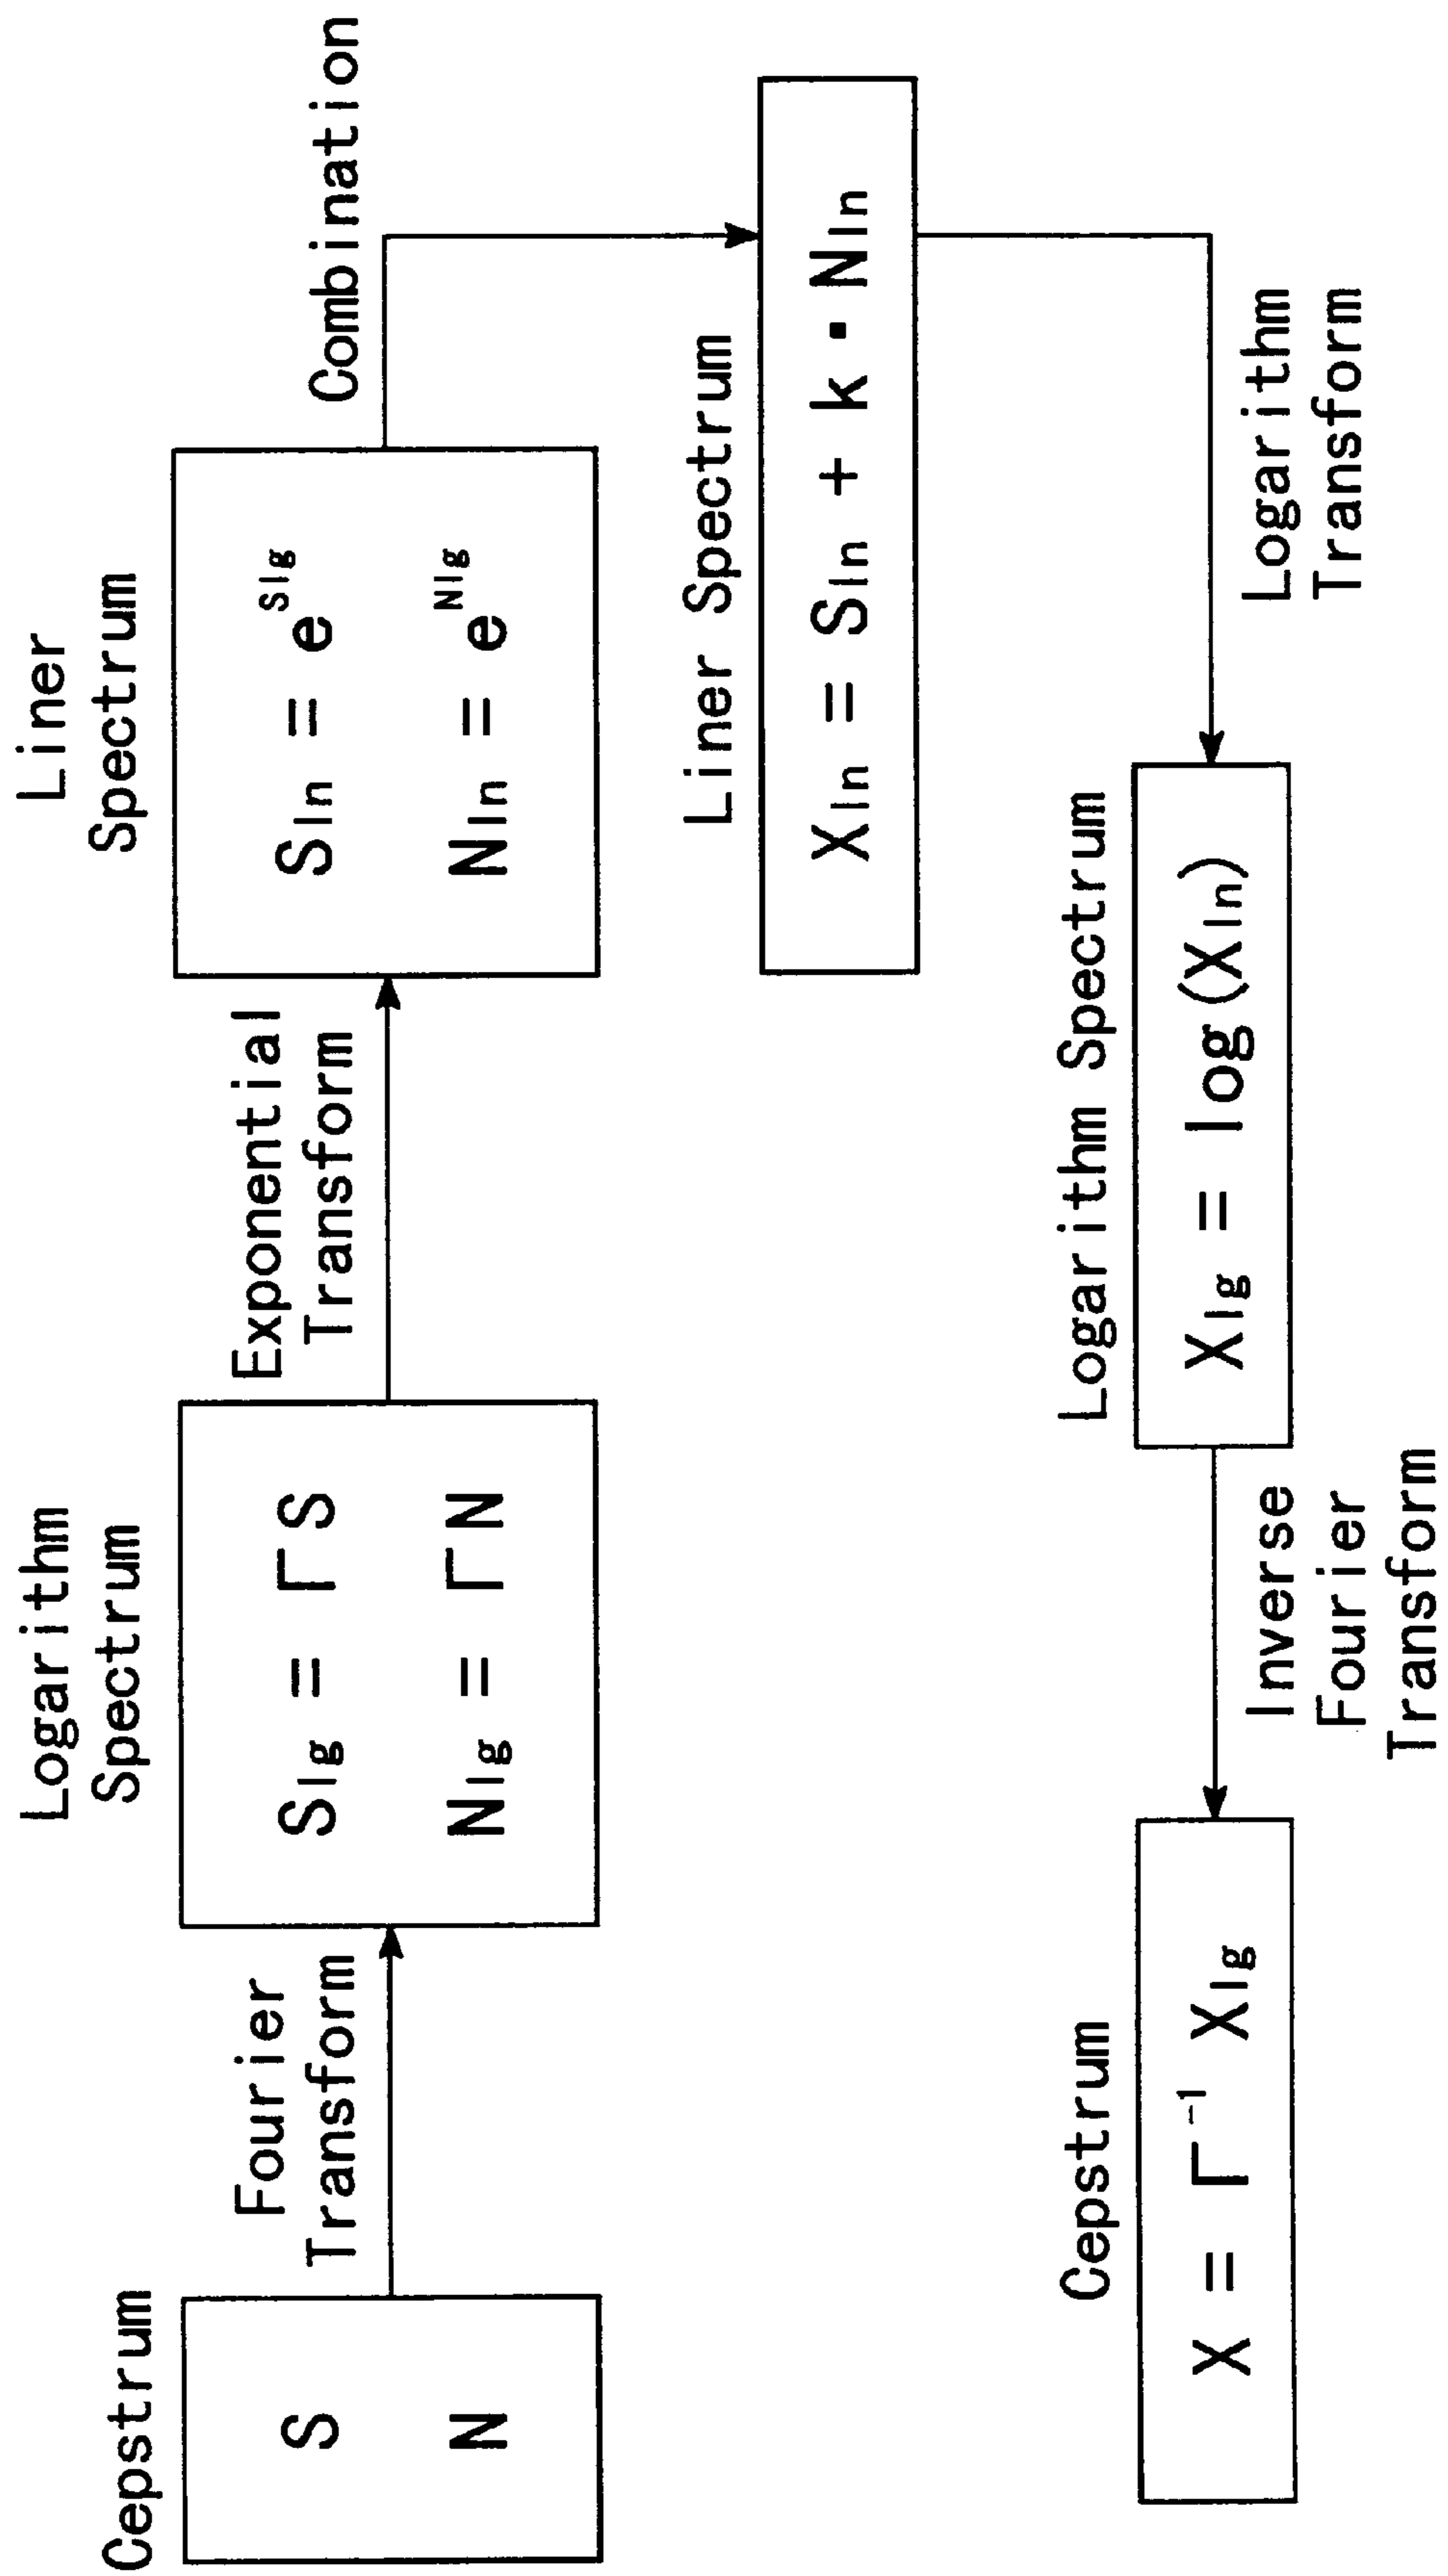 Cepstrum
S
N
Fourier
Transform
Logarithm
Spectrum
Slg = ΓS
Nlg = ΓN
Exponential
Transform
Liner
Spectrum
Sln = e^Slg
Nln = e^Nlg
Combination
Liner Spectrum
Xln = Sln + k · Nln
Logarithm
Transform
Logarithm Spectrum
Xlg = log(Xln)
Inverse
Fourier
Transform
Cepstrum
X = Γ⁻¹ Xlg